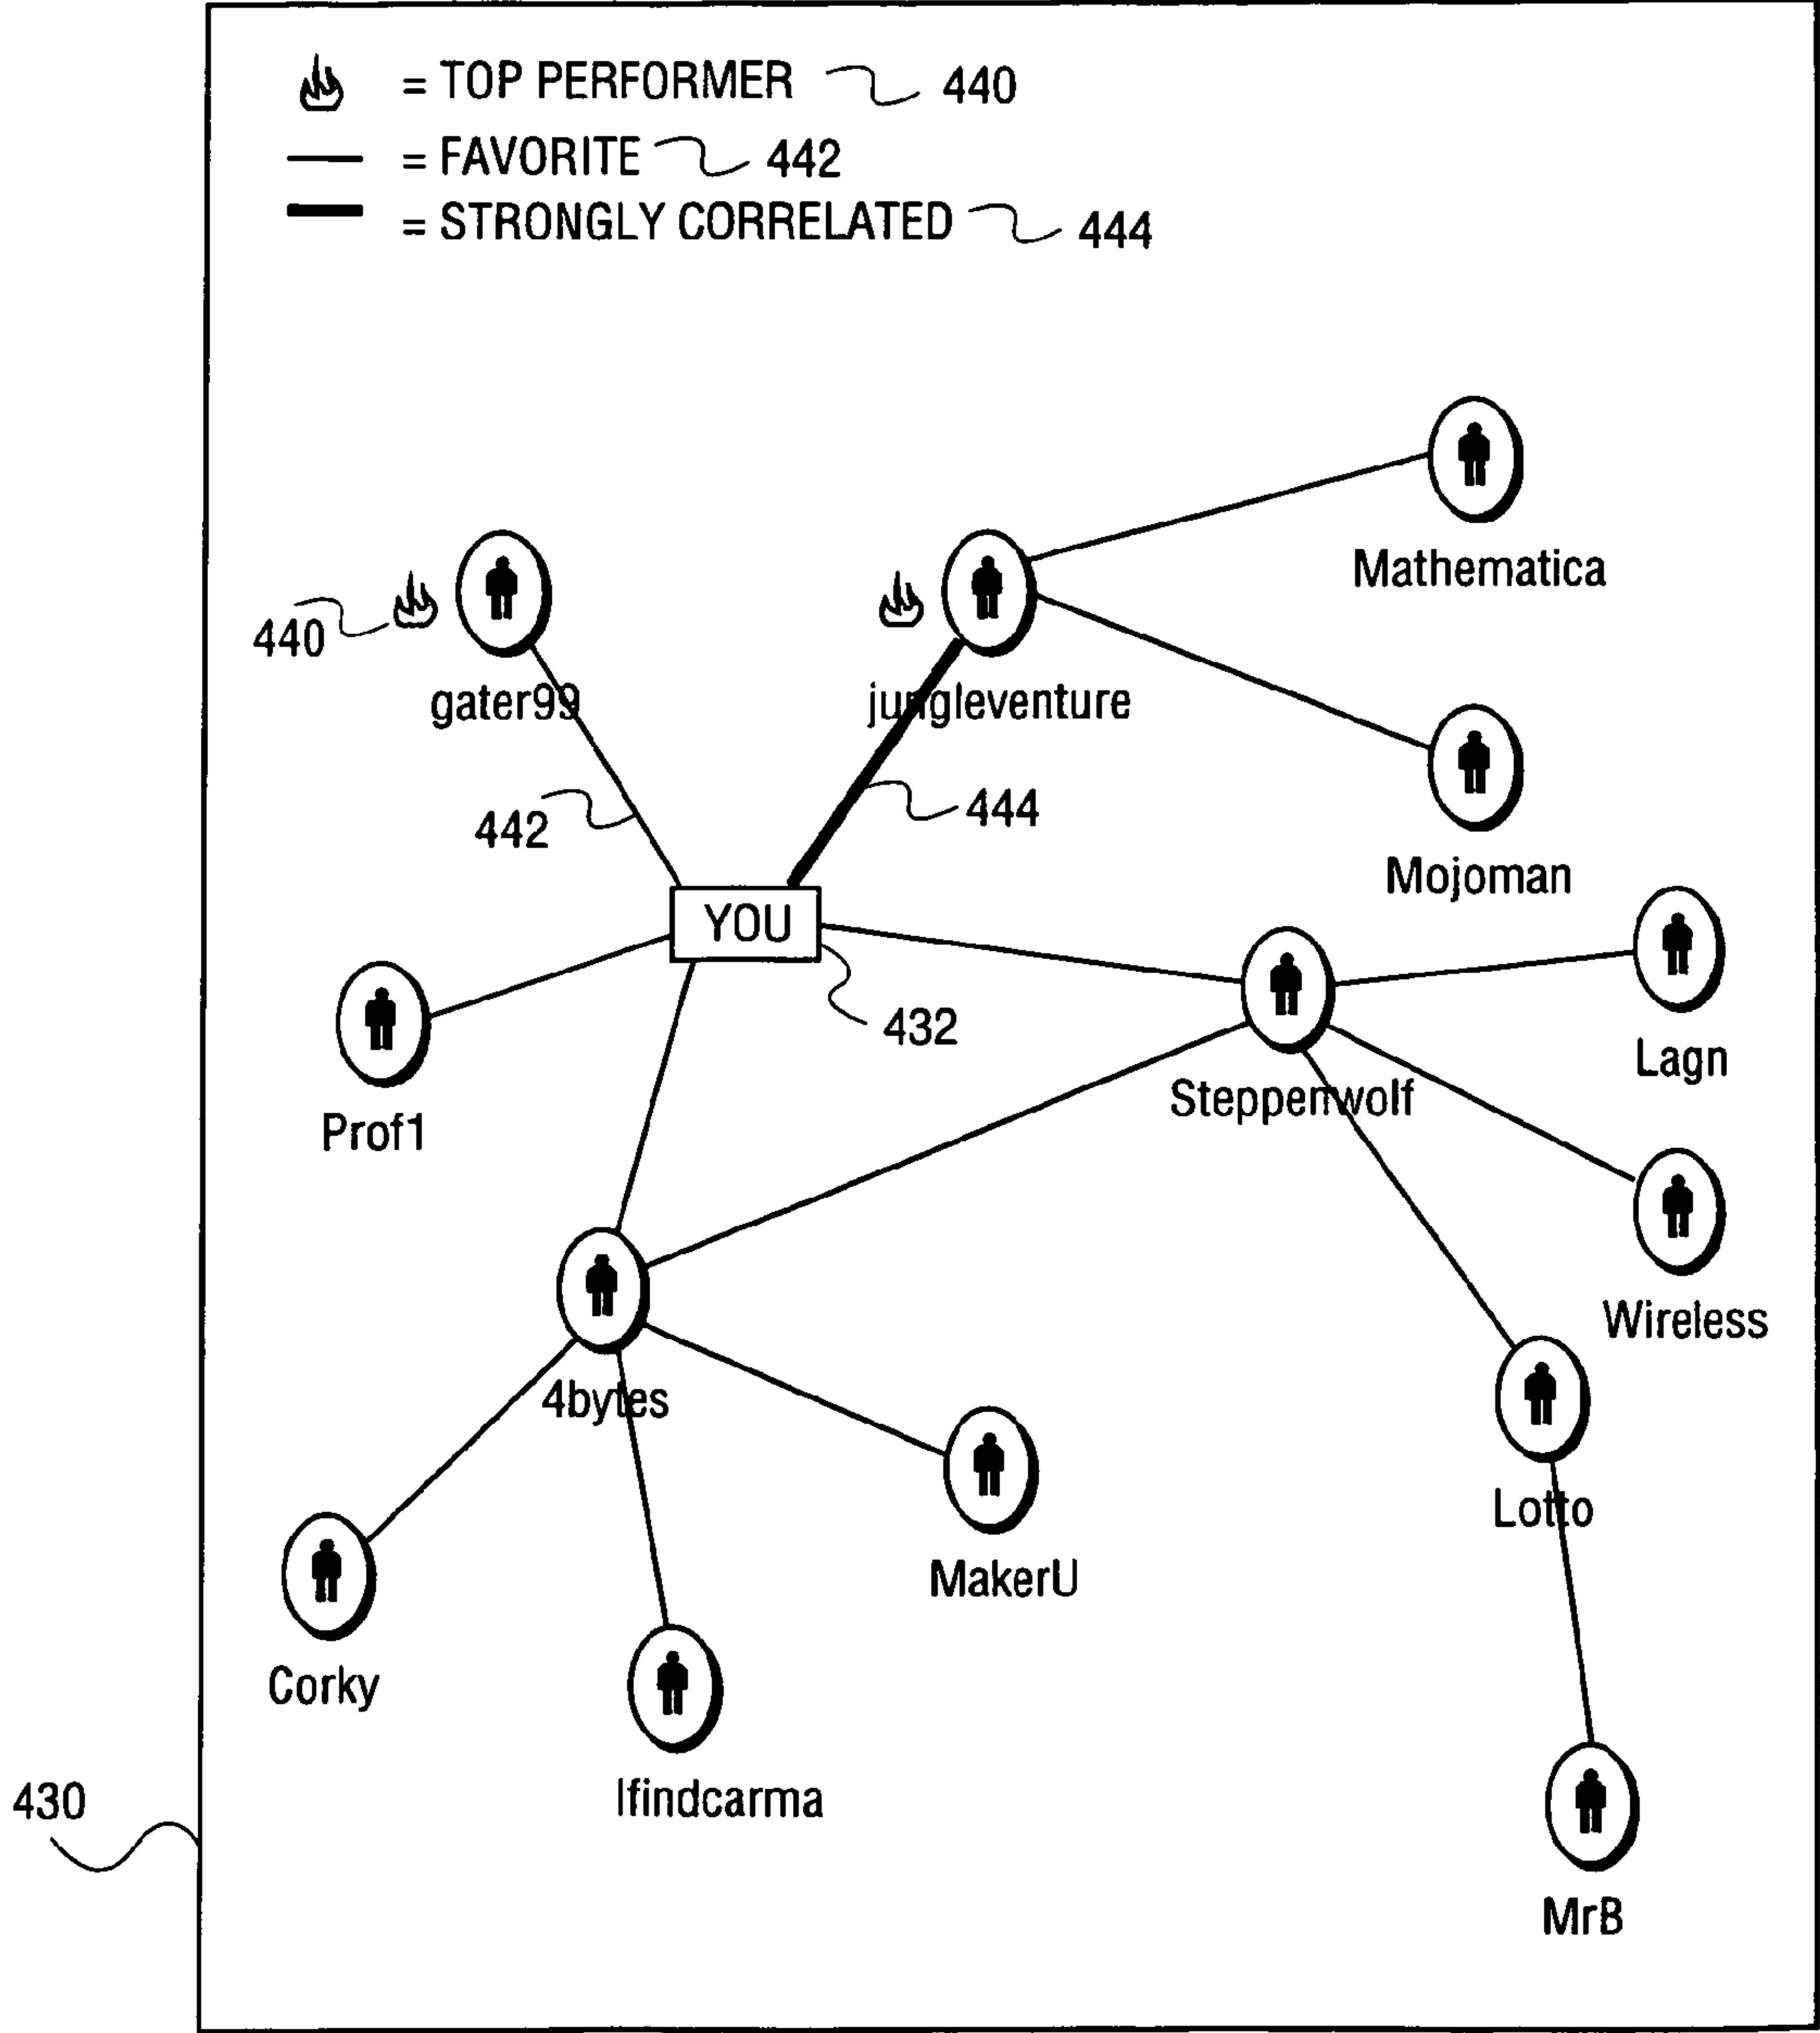 = TOP PERFORMER 440
= FAVORITE 442
= STRONGLY CORRELATED 444
Mathematica
440
gater99
jungleventure
442
444
Mojoman
YOU
432
Prof1
Steppenwolf
Lagn
Wireless
4bytes
Lotto
MakerU
Corky
Ifindcarma
430
MrB